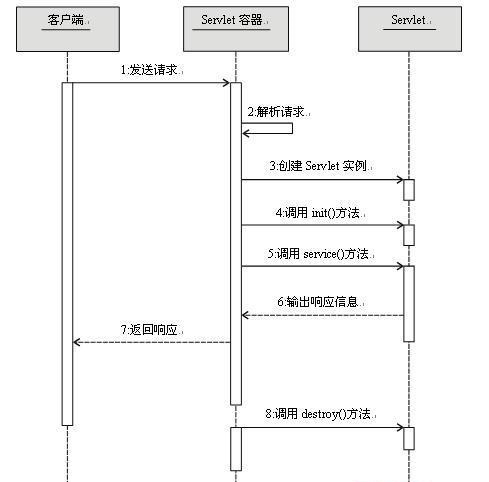 客户端
Servlet 容器
Servlet
1:发送请求
2:解析请求
3:创建 Servlet 实例
4:调用 init()方法
5:调用 service()方法
6:输出响应信息
7:返回响应
8:调用 destroy()方法